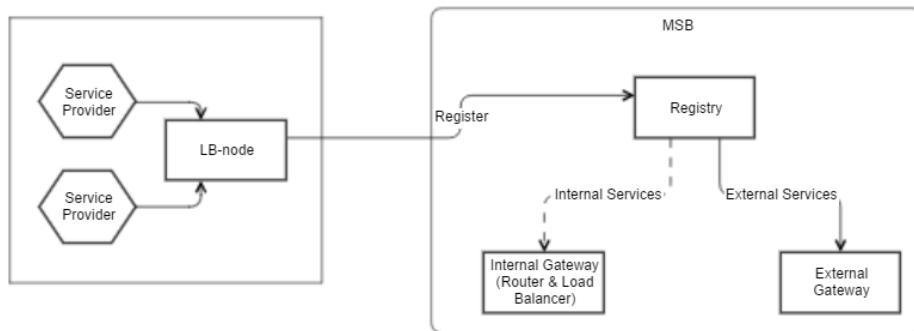 MSB
Service
Provider
Registry
Register
LB-node
Service
Provider
Internal Services
External Services
Internal Gateway
(Router & Load
Balancer)
External
Gateway